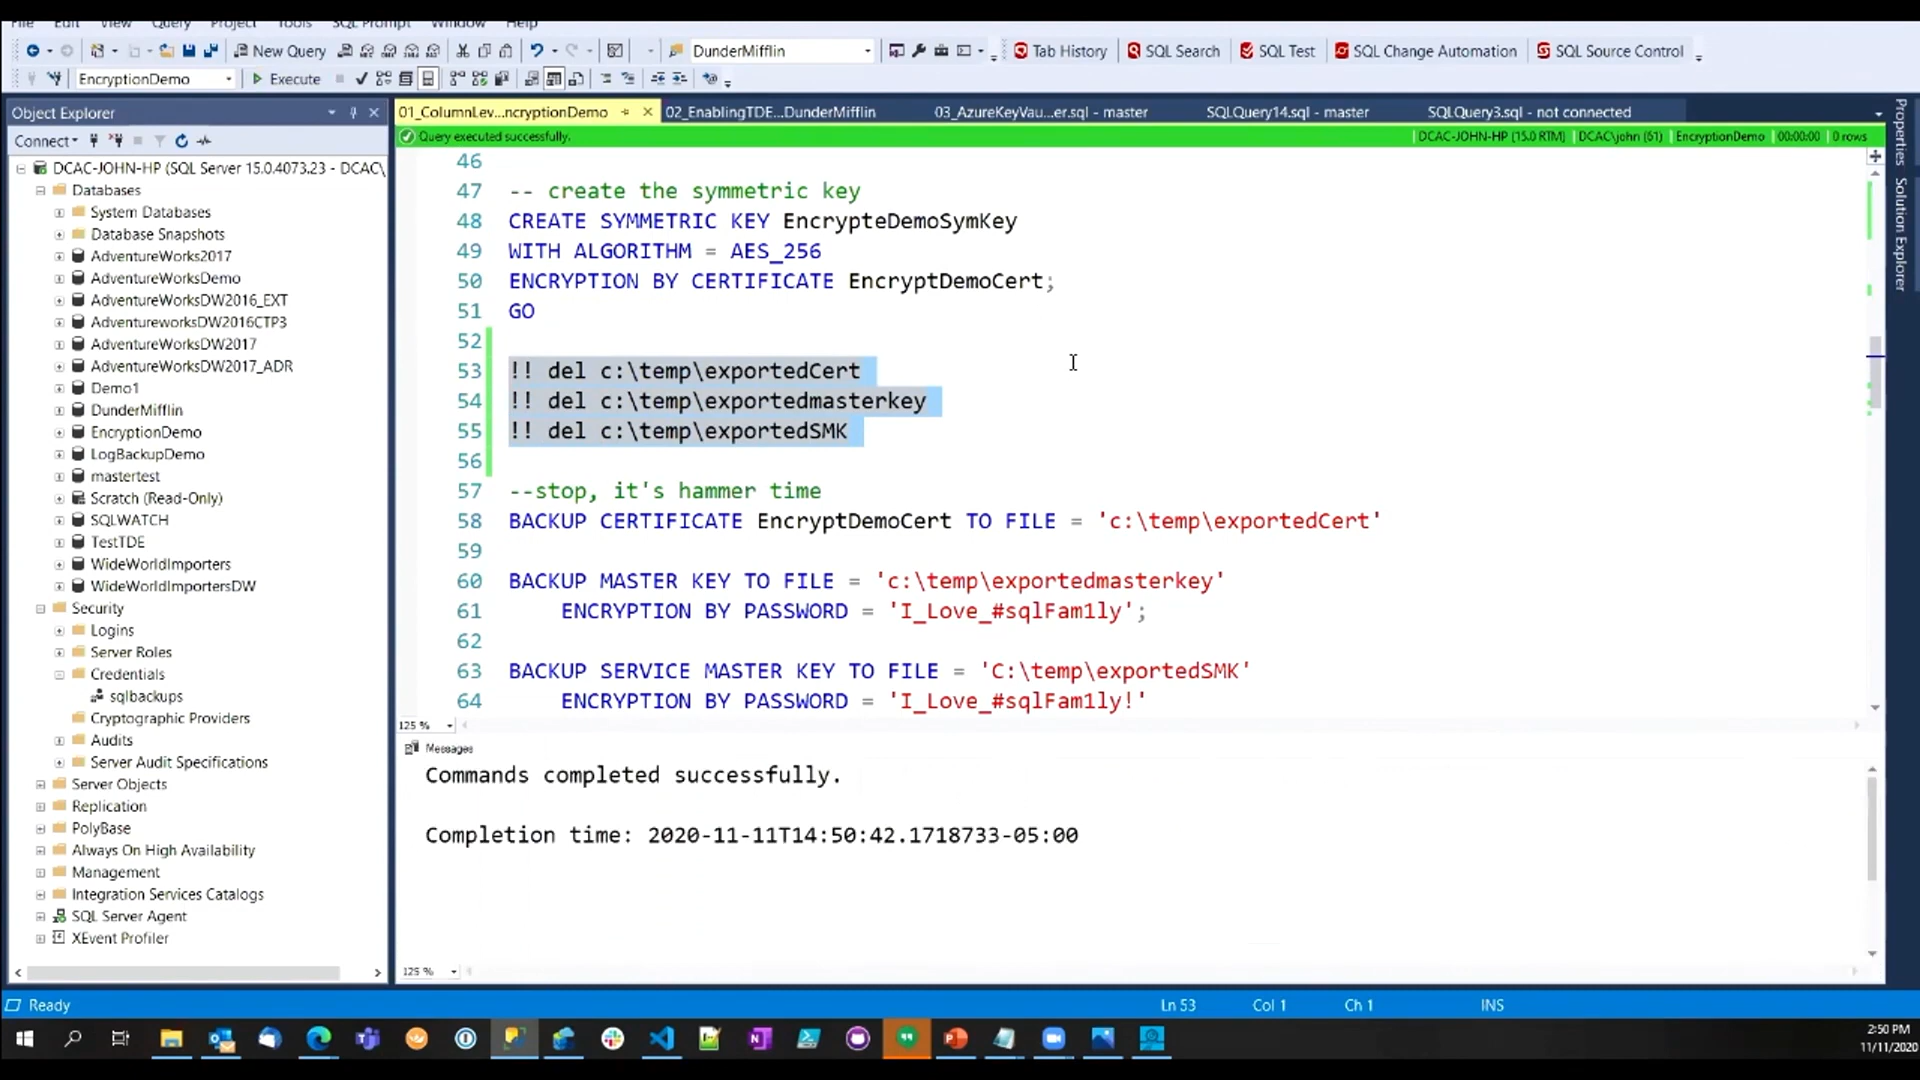 File Edit View Query Project Tools SQL Prompt Window Help
New Query DunderMifflin Tab History SQL Search SQL Test SQL Change Automation SQL Source Control
EncryptionDemo Execute
Object Explorer
Connect
DCAC-JOHN-HP (SQL Server 15.0.4073.23 - DCAC\
Databases
System Databases
Database Snapshots
AdventureWorks2017
AdventureWorksDemo
AdventureWorksDW2016_EXT
AdventureworksDW2016CTP3
AdventureWorksDW2017
AdventureWorksDW2017_ADR
Demo1
DunderMifflin
EncryptionDemo
LogBackupDemo
mastertest
Scratch (Read-Only)
SQLWATCH
TestTDE
WideWorldImporters
WideWorldImportersDW
Security
Logins
Server Roles
Credentials
sqlbackups
Cryptographic Providers
Audits
Server Audit Specifications
Server Objects
Replication
PolyBase
Always On High Availability
Management
Integration Services Catalogs
SQL Server Agent
XEvent Profiler
01_ColumnLev...ncryptionDemo 02_EnablingTDE...DunderMifflin 03_AzureKeyVau...er.sql - master SQLQuery14.sql - master SQLQuery3.sql - not connected
Query executed successfully. DCAC-JOHN-HP (15.0 RTM) DCAC\john (61) EncryptionDemo 00:00:00 0 rows
46
47 -- create the symmetric key
48 CREATE SYMMETRIC KEY EncrypteDemoSymKey
49 WITH ALGORITHM = AES_256
50 ENCRYPTION BY CERTIFICATE EncryptDemoCert;
51 GO
52
53 !! del c:\temp\exportedCert
54 !! del c:\temp\exportedmasterkey
55 !! del c:\temp\exportedSMK
56
57 --stop, it's hammer time
58 BACKUP CERTIFICATE EncryptDemoCert TO FILE = 'c:\temp\exportedCert'
59
60 BACKUP MASTER KEY TO FILE = 'c:\temp\exportedmasterkey'
61 ENCRYPTION BY PASSWORD = 'I_Love_#sqlFam1ly';
62
63 BACKUP SERVICE MASTER KEY TO FILE = 'C:\temp\exportedSMK'
64 ENCRYPTION BY PASSWORD = 'I_Love_#sqlFam1ly!'
125 %
Messages
Commands completed successfully.
Completion time: 2020-11-11T14:50:42.1718733-05:00
125 %
Properties
Solution Explorer
Ready Ln 53 Col 1 Ch 1 INS
2:50 PM
11/11/2020